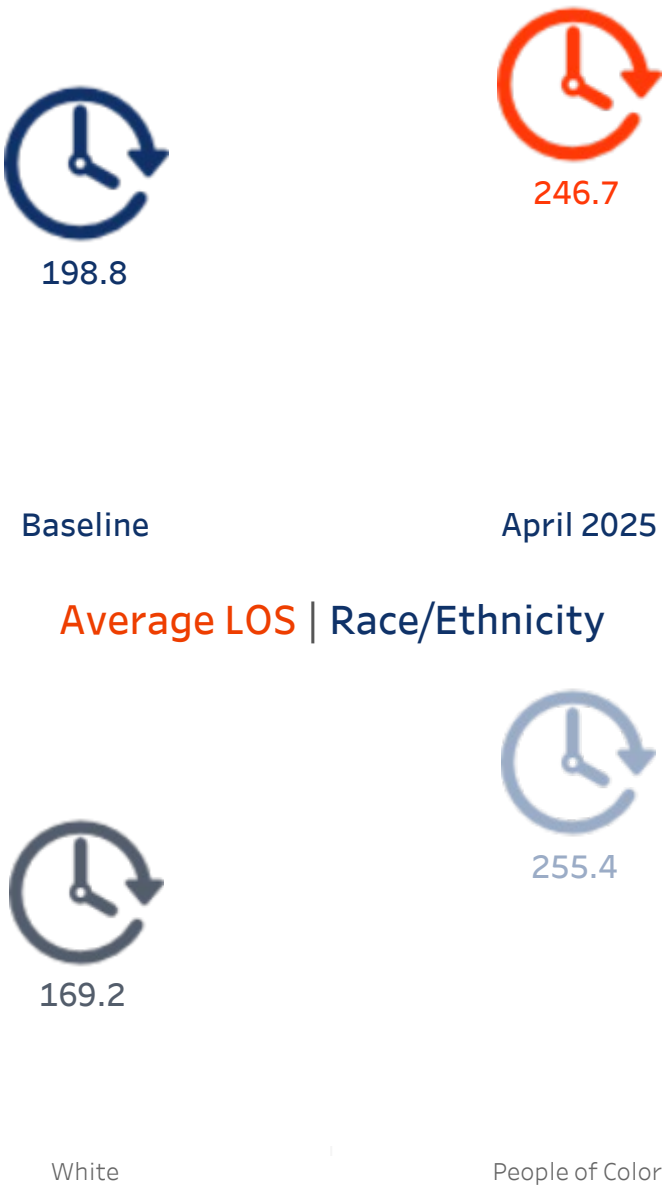 246.7
198.8
Baseline April 2025
Average LOS | Race/Ethnicity
255.4
169.2
White People of Color